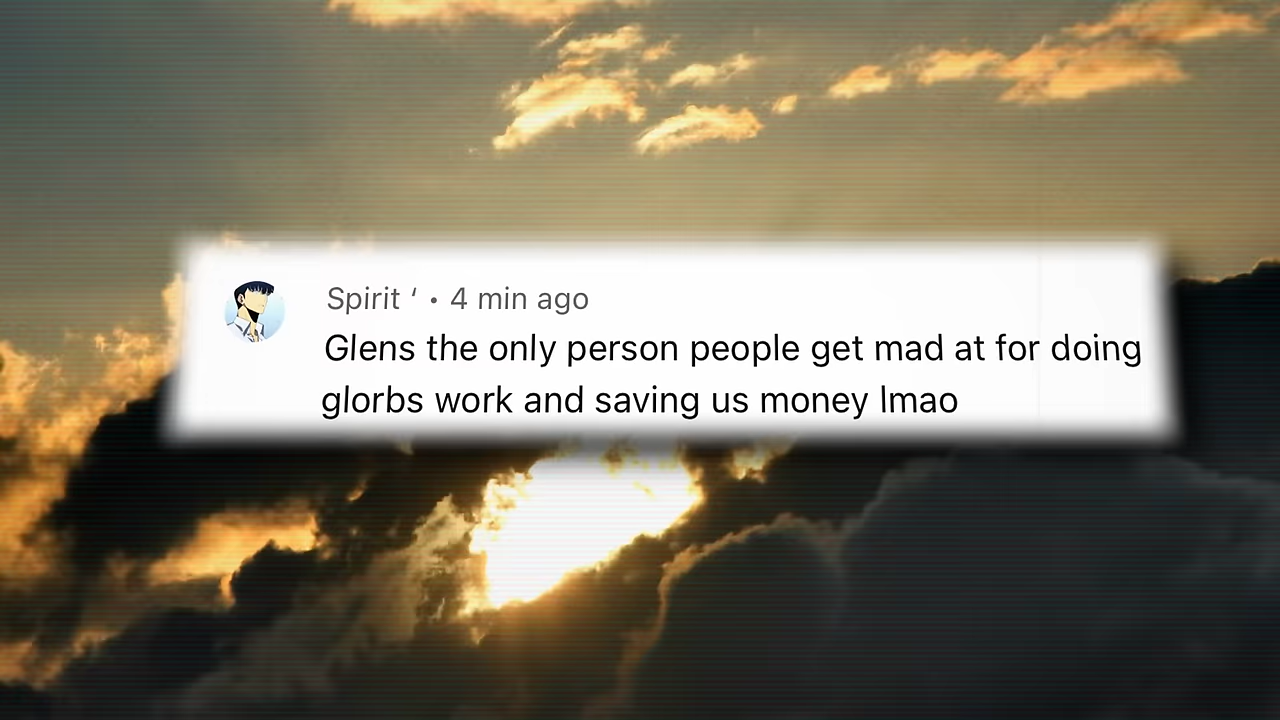 Spirit ‘ • 4 min ago
Glens the only person people get mad at for doing
glorbs work and saving us money lmao